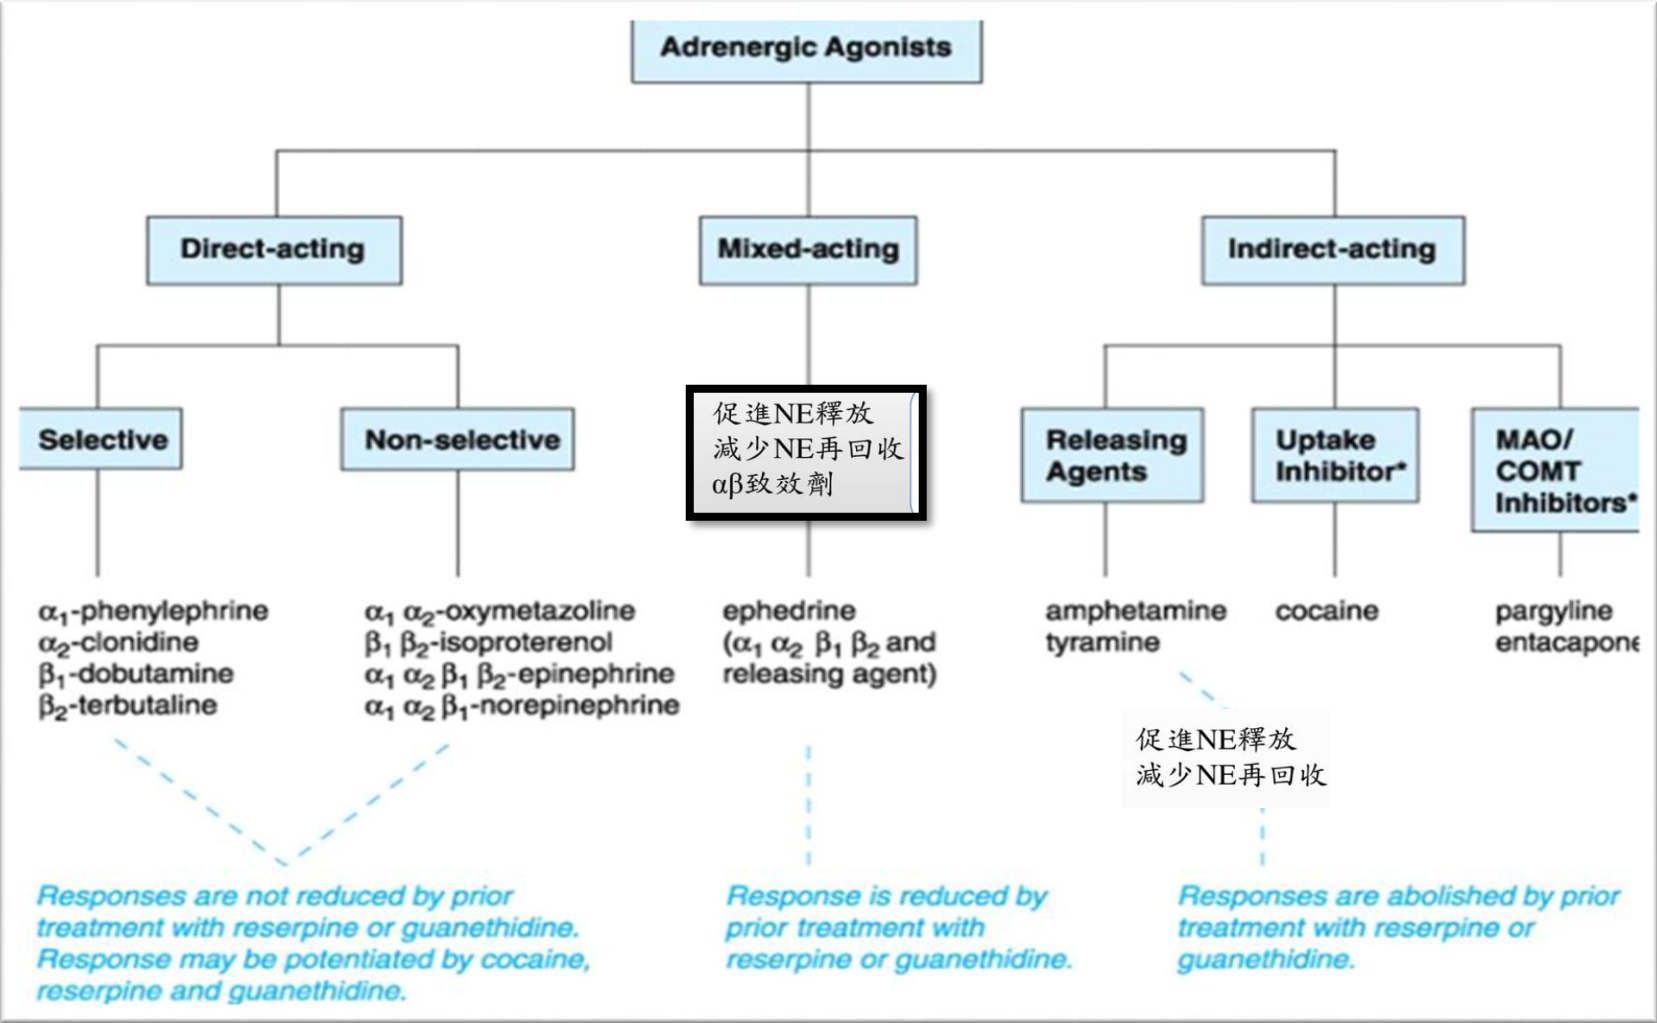 Adrenergic Agonists
Direct-acting
Mixed-acting
Indirect-acting
Selective
Non-selective
促進NE釋放
減少NE再回收
αβ致效劑
Releasing
Agents
Uptake
Inhibitor*
MAO/
COMT
Inhibitors*
α₁-phenylephrine
α₂-clonidine
β₁-dobutamine
β₂-terbutaline
α₁ α₂-oxymetazoline
β₁ β₂-isoproterenol
α₁ α₂ β₁ β₂-epinephrine
α₁ α₂ β₁-norepinephrine
ephedrine
(α₁ α₂ β₁ β₂ and
releasing agent)
amphetamine
tyramine
cocaine
pargyline
entacapone
促進NE釋放
減少NE再回收
Responses are not reduced by prior
treatment with reserpine or guanethidine.
Response may be potentiated by cocaine,
reserpine and guanethidine.
Response is reduced by
prior treatment with
reserpine or guanethidine.
Responses are abolished by prior
treatment with reserpine or
guanethidine.